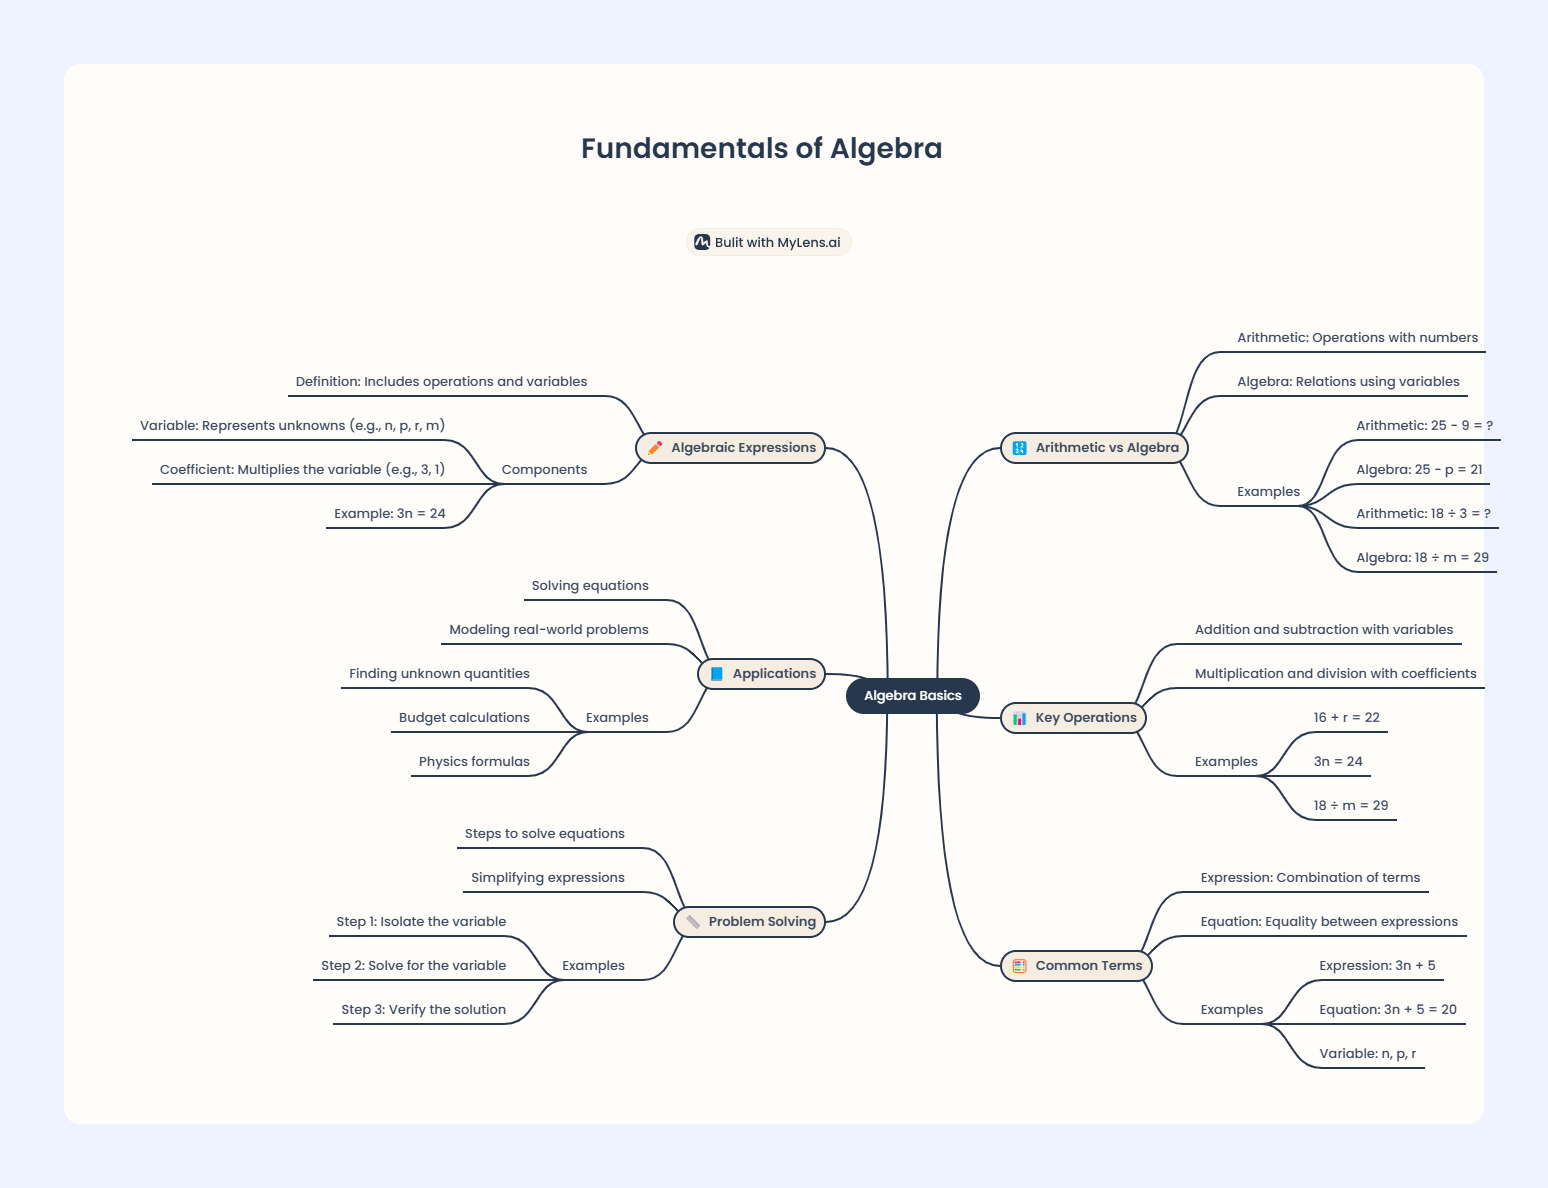 Fundamentals of Algebra
Bulit with MyLens.ai
Algebra Basics
Algebraic Expressions
Definition: Includes operations and variables
Components
Variable: Represents unknowns (e.g., n, p, r, m)
Coefficient: Multiplies the variable (e.g., 3, 1)
Example: 3n = 24
Applications
Solving equations
Modeling real-world problems
Examples
Finding unknown quantities
Budget calculations
Physics formulas
Problem Solving
Steps to solve equations
Simplifying expressions
Examples
Step 1: Isolate the variable
Step 2: Solve for the variable
Step 3: Verify the solution
Arithmetic vs Algebra
Arithmetic: Operations with numbers
Algebra: Relations using variables
Examples
Arithmetic: 25 - 9 = ?
Algebra: 25 - p = 21
Arithmetic: 18 ÷ 3 = ?
Algebra: 18 ÷ m = 29
Key Operations
Addition and subtraction with variables
Multiplication and division with coefficients
Examples
16 + r = 22
3n = 24
18 ÷ m = 29
Common Terms
Expression: Combination of terms
Equation: Equality between expressions
Examples
Expression: 3n + 5
Equation: 3n + 5 = 20
Variable: n, p, r